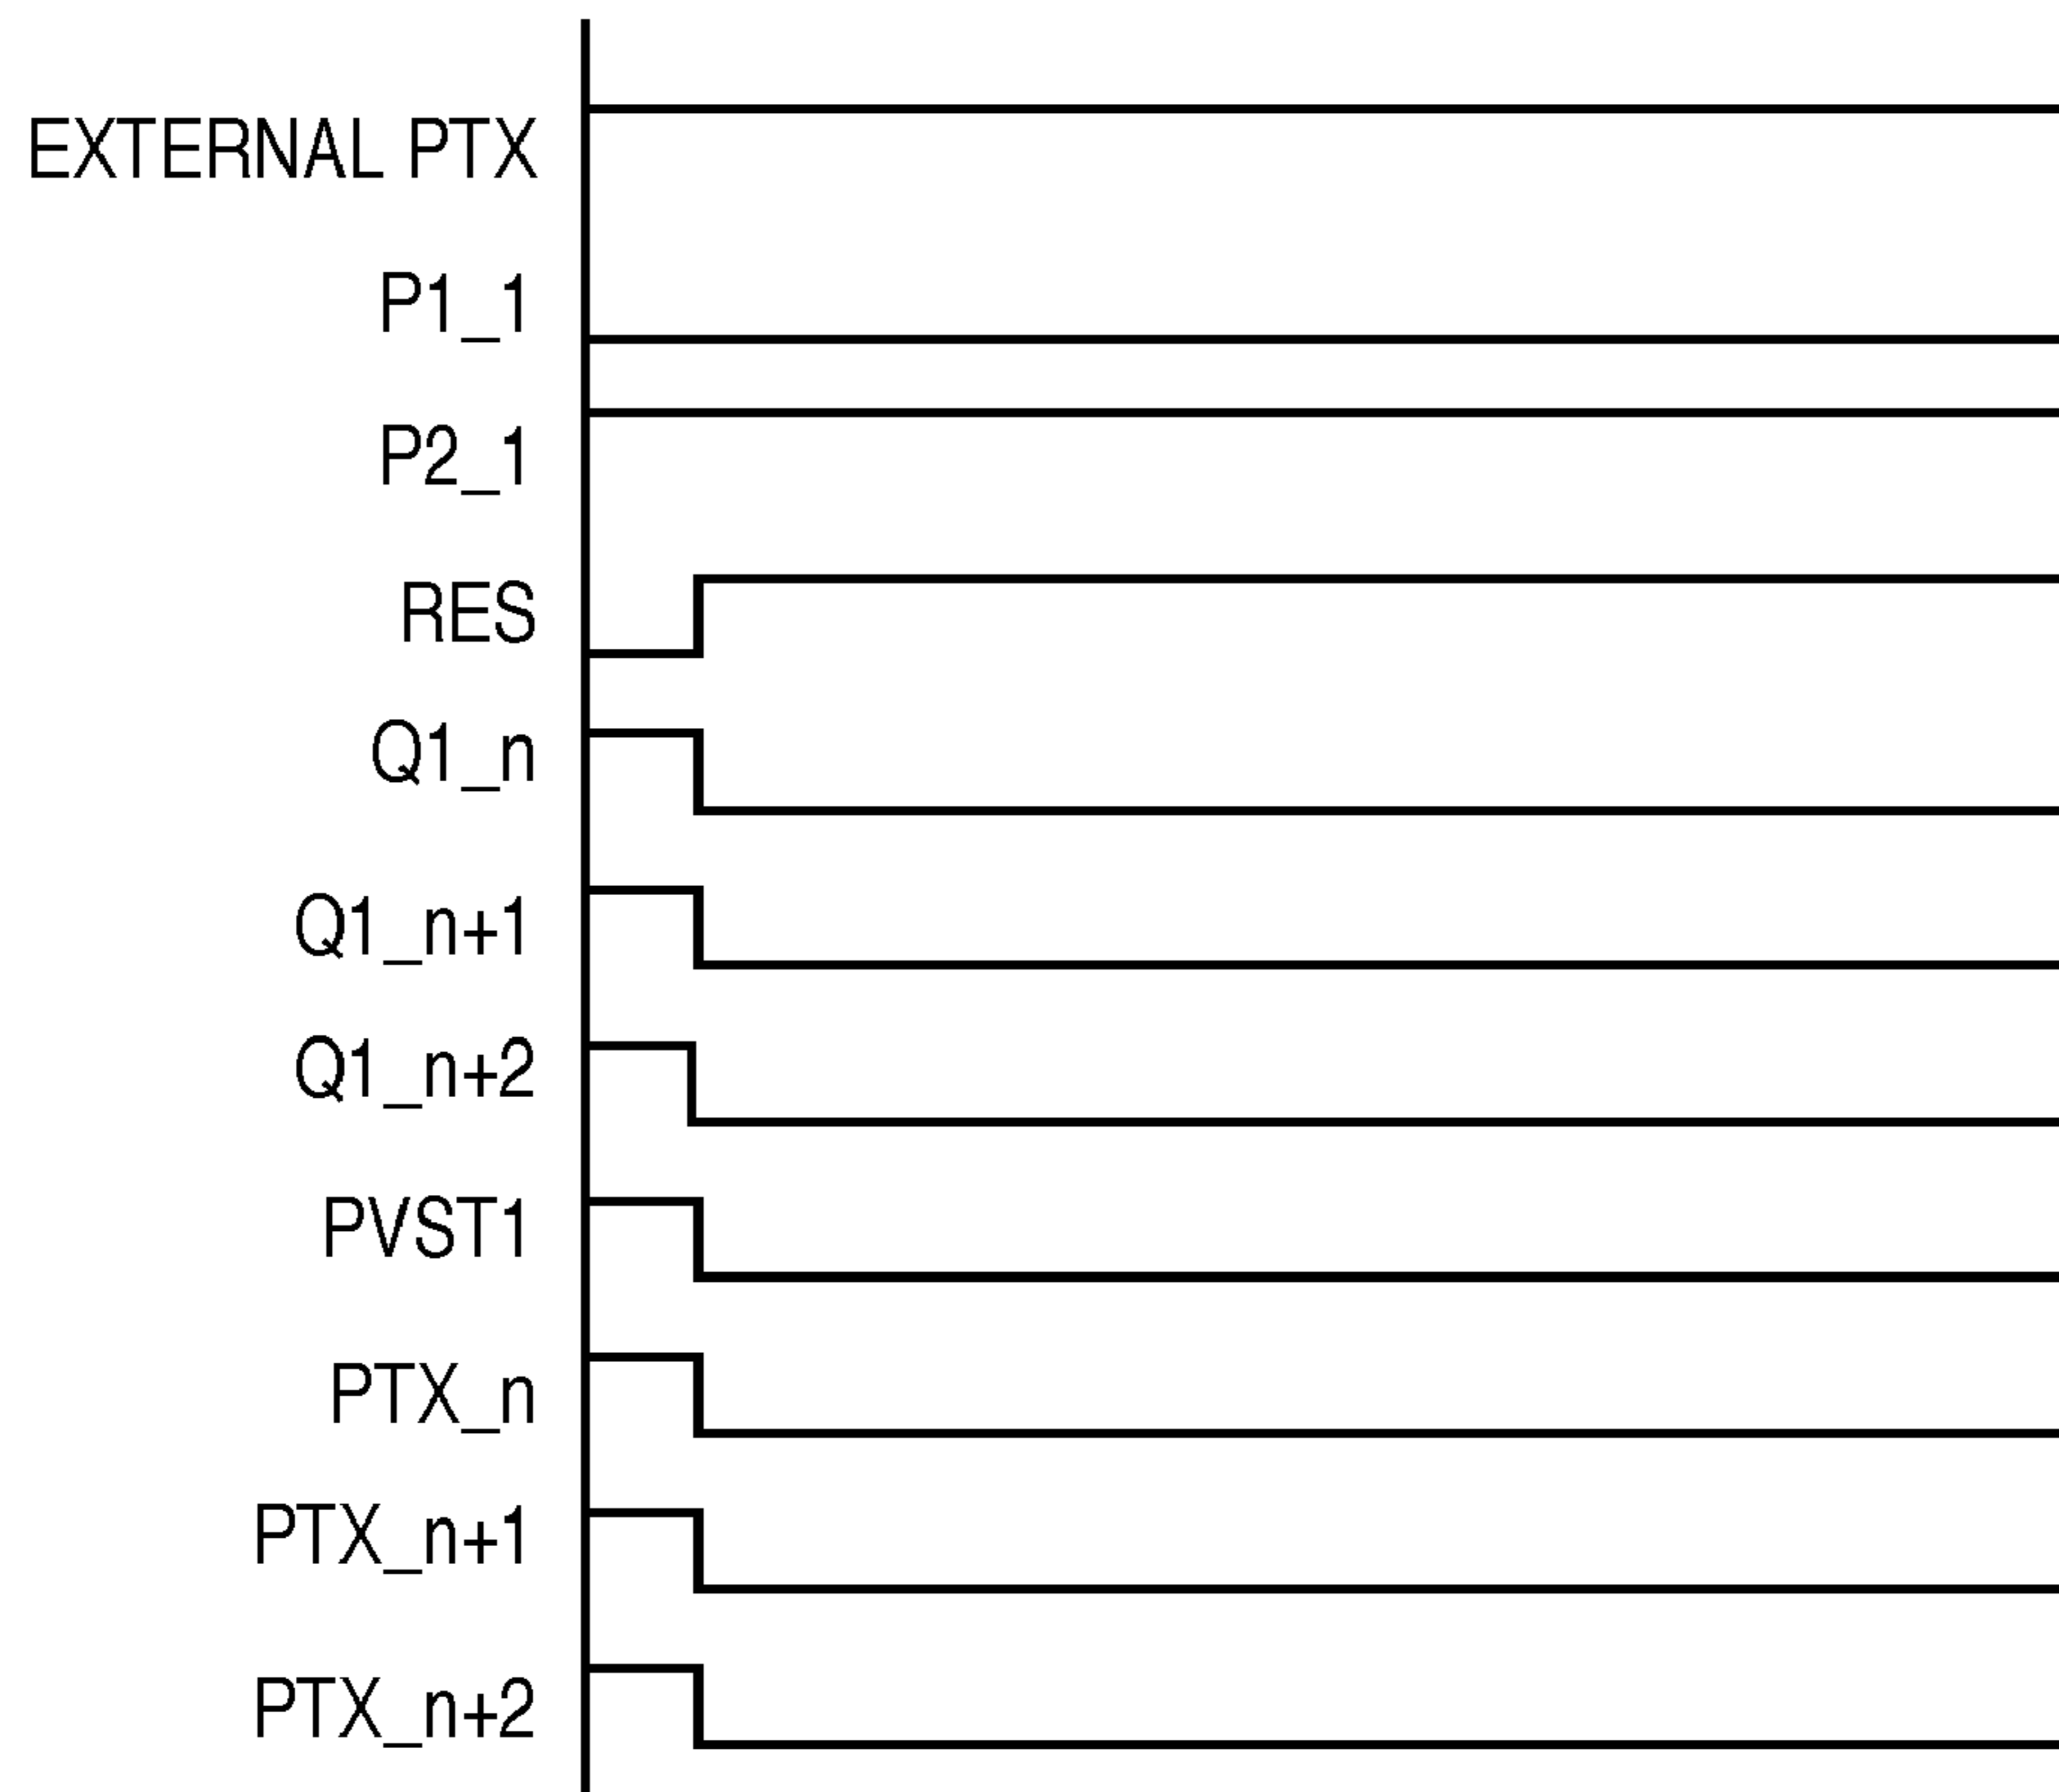 EXTERNAL PTX
P1_1
P2_1
RES
Q1_n
Q1_n+1
Q1_n+2
PVST1
PTX_n
PTX_n+1
PTX_n+2